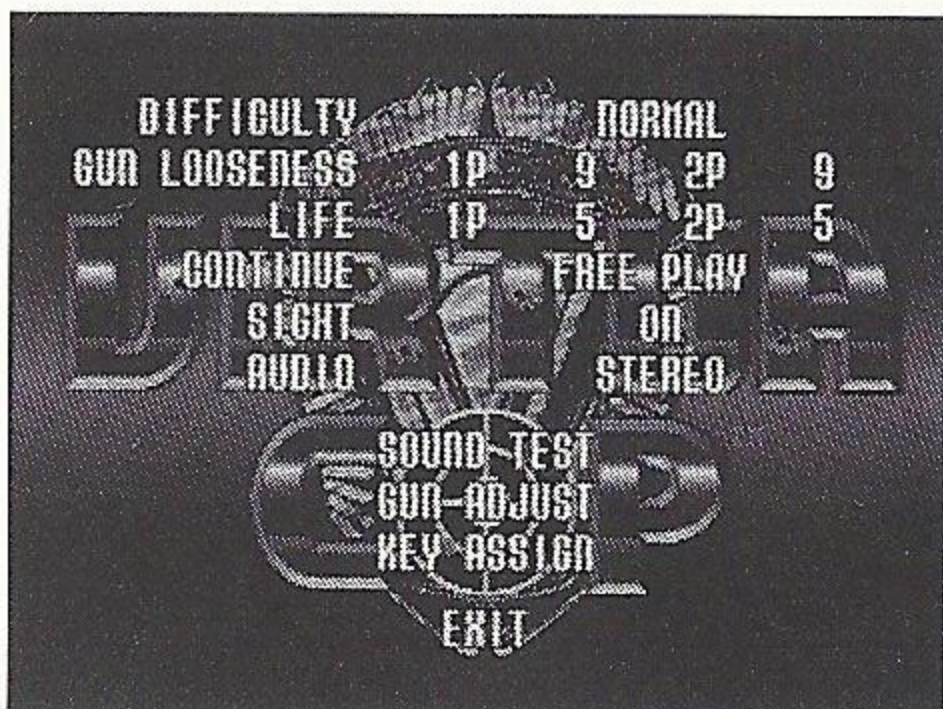 DIFFICULTY NORMAL
GUN LOOSENESS 1P 9 2P 9
LIFE 1P 5 2P 5
CONTINUE FREE PLAY
SIGHT ON
AUDIO STEREO
SOUND TEST
GUN ADJUST
KEY ASSIGN
EXIT